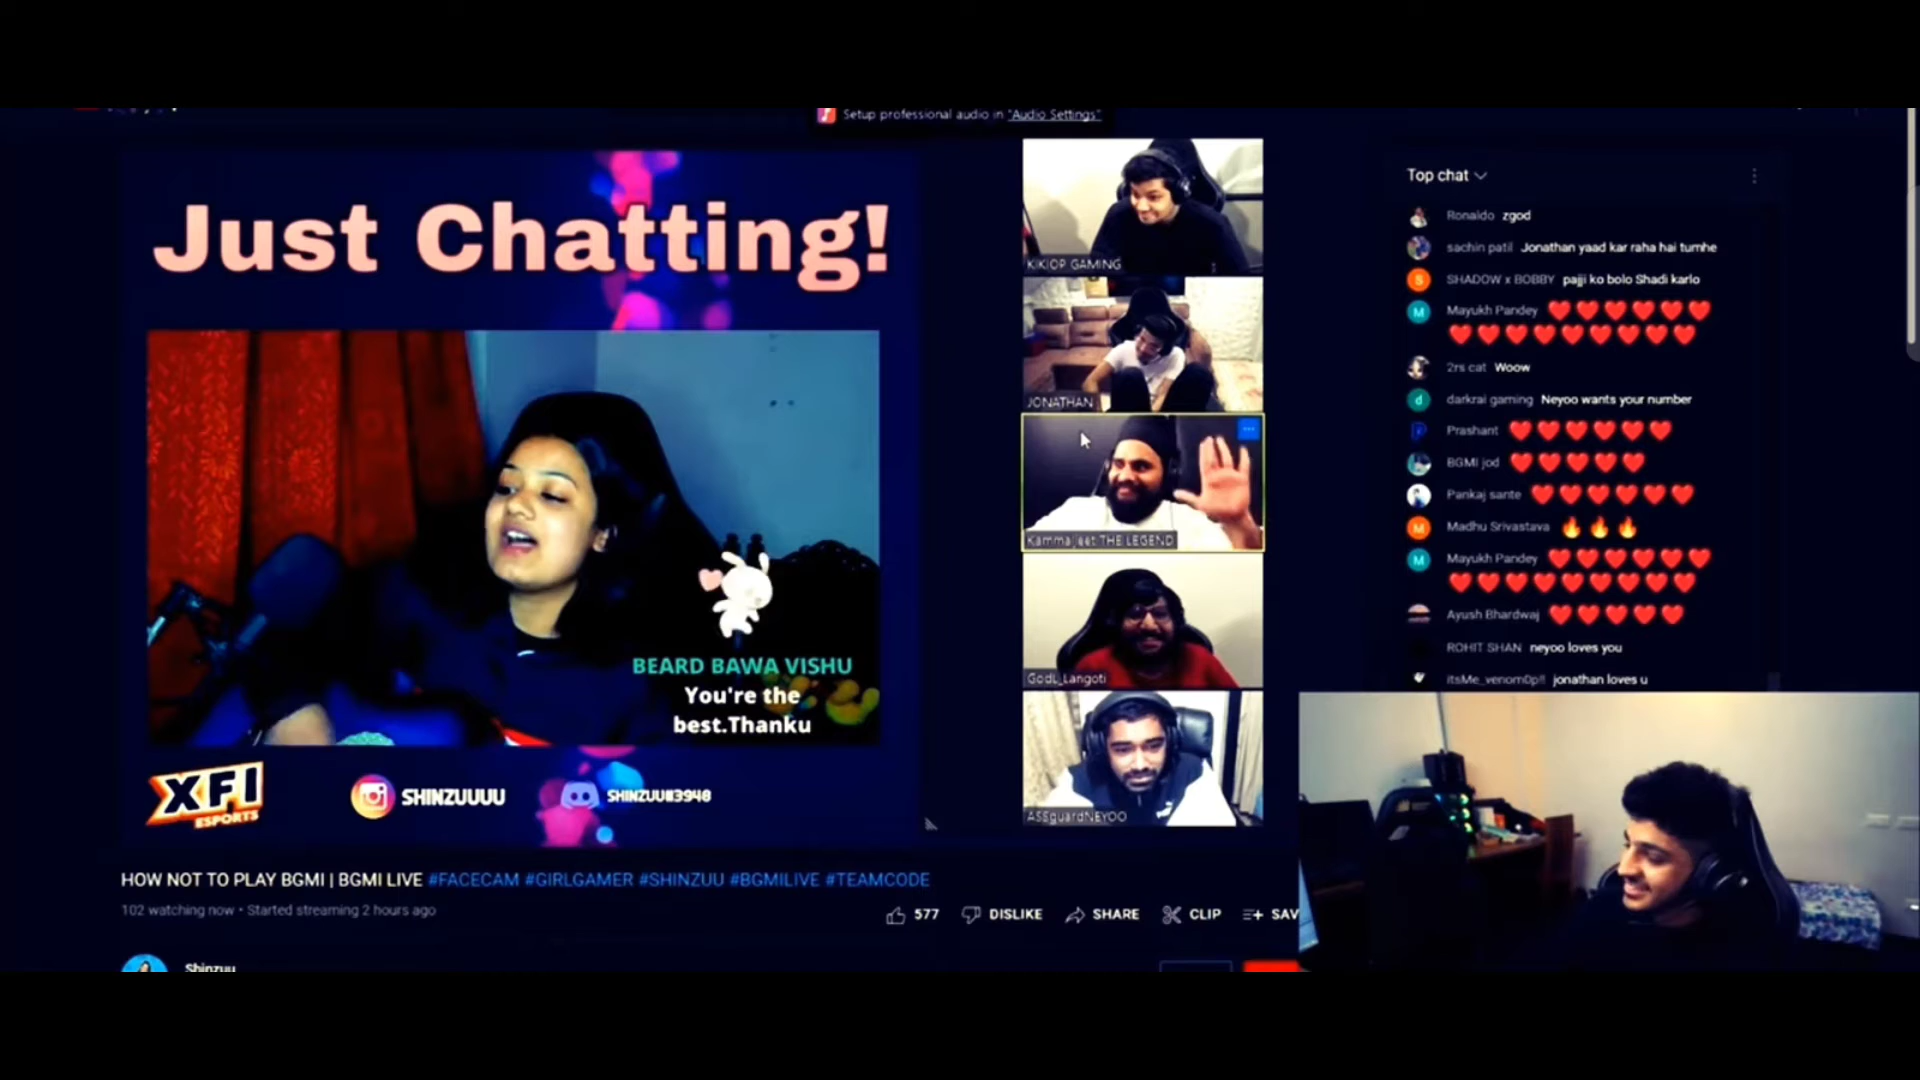 Setup professional audio in "Audio Settings"
Just Chatting!
BEARD BAWA VISHU
You're the
best.Thanku
XFI
ESPORTS
SHINZUUUU
SHINZUU#3948
HOW NOT TO PLAY BGMI | BGMI LIVE #FACECAM #GIRLGAMER #SHINZUU #BGMILIVE #TEAMCODE
102 watching now • Started streaming 2 hours ago
577 DISLIKE SHARE CLIP SAV
Shinzuu
KIKIOP GAMING
JONATHAN
Kammajeet THE LEGEND
GodL_Langoti
ASSguardNEYOO
Top chat
Ronaldo zgod
sachin patil Jonathan yaad kar raha hai tumhe
S SHADOW x BOBBY pajji ko bolo Shadi karlo
M Mayukh Pandey
2rs cat Woow
d darkrai gaming Neyoo wants your number
Prashant
BGMI jod
Pankaj sante
M Madhu Srivastava
M Mayukh Pandey
Ayush Bhardwaj
ROHIT SHAN neyoo loves you
itsMe_venom0p!! jonathan loves u